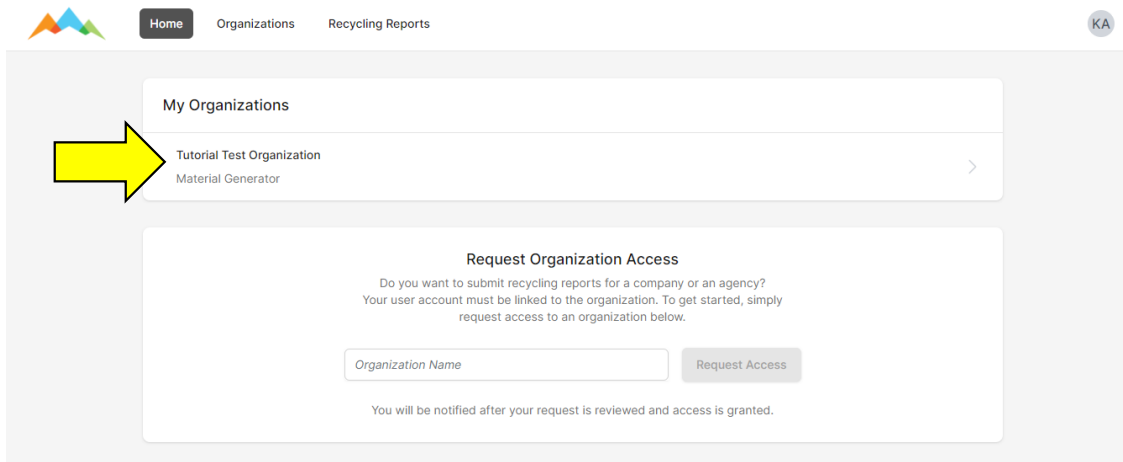 Home Organizations Recycling Reports KA
My Organizations
Tutorial Test Organization
Material Generator
Request Organization Access
Do you want to submit recycling reports for a company or an agency?
Your user account must be linked to the organization. To get started, simply
request access to an organization below.
Organization Name Request Access
You will be notified after your request is reviewed and access is granted.